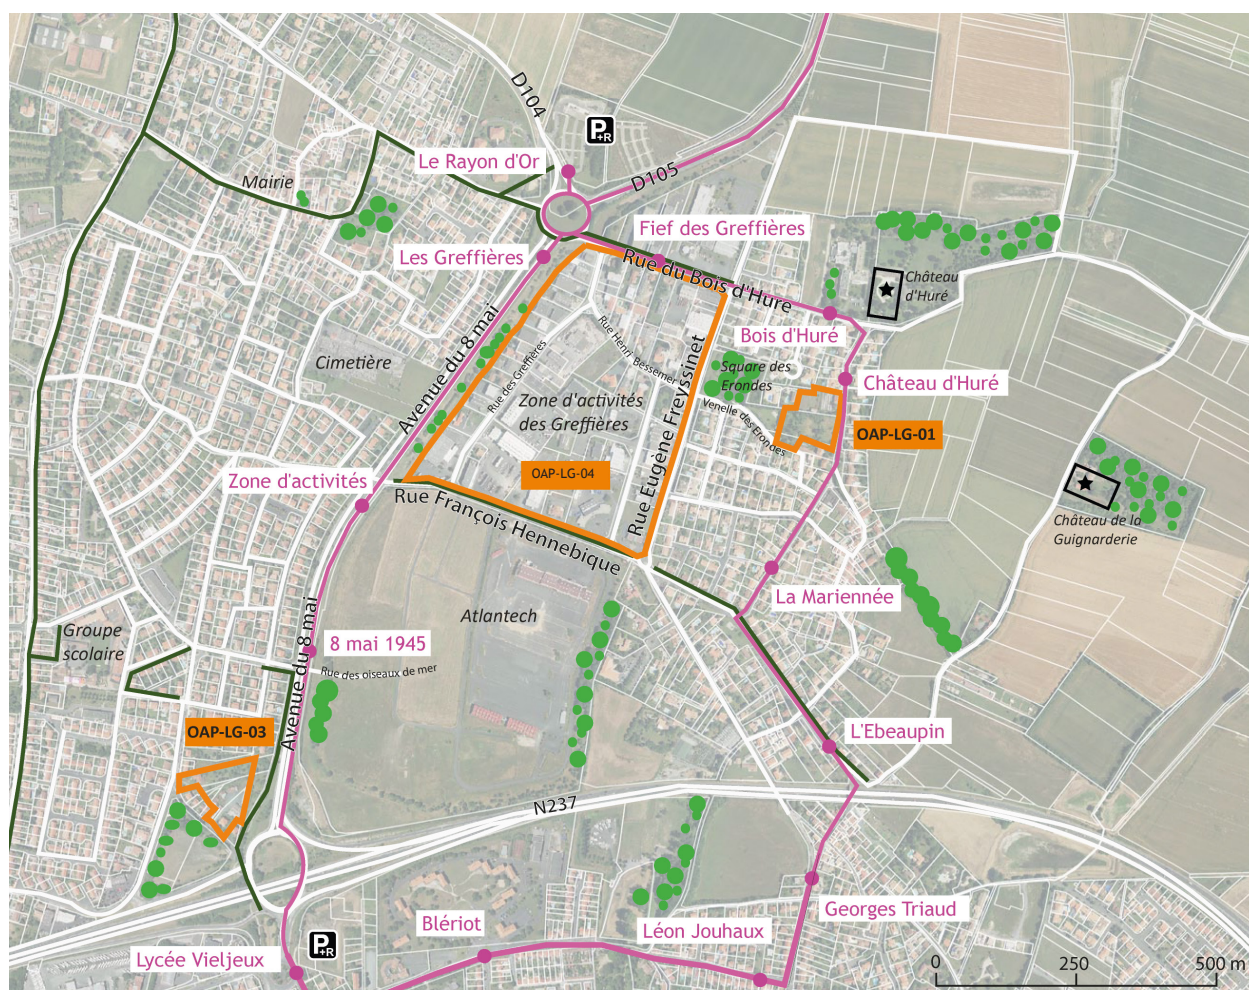 D104
P+R
Le Rayon d'Or
D105
Mairie
Fief des Greffières
Les Greffières
Rue du Bois d'Hure
Château
d'Huré
Bois d'Huré
Avenue du 8 mai
Rue Henri Bessemer
Rue des Greffières
Cimetière
Square des
Erondes
Château d'Huré
Zone d'activités
des Greffières
Rue Eugène Freyssinet
Venelle des Erondes
OAP-LG-01
OAP-LG-04
Zone d'activités
Rue François Hennebique
Château de la
Guignarderie
Atlantech
La Mariennée
Groupe
scolaire
Avenue du 8 mai
8 mai 1945
Rue des oiseaux de mer
OAP-LG-03
L'Ebeaupin
N237
Georges Triaud
Blériot
Léon Jouhaux
P+R
Lycée Vieljeux
0 250 500 m